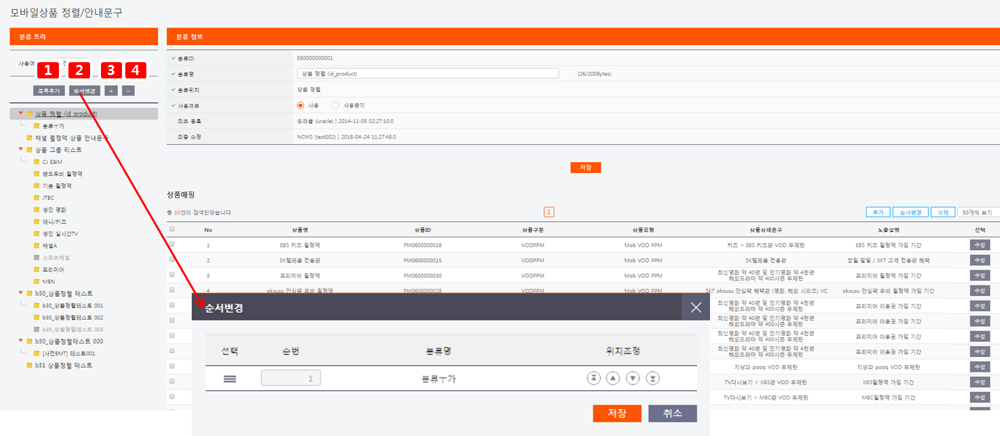 모바일상품 정렬/안내문구
분류 트리
사용여
전
1 2 3 4
분류추가 순서변경 + −
상품 정렬 (id_product)
분류ㅜ가
채널 월정액 상품 안내문구
상품 그룹 리스트
CJ E&M
밴드무비 월정액
기본 월정액
JTBC
성인 영화
애니/키즈
성인 실시간TV
채널A
스포츠채널
프리미어
MBN
b30_상품정렬 테스트
b30_상품정렬테스트 001
b30_상품정렬테스트 002
b30_상품정렬테스트 003
b30_상품정렬테스트 000
[사전BMT] 테스트001
b31 상품정렬 테스트
분류 정보
분류ID EB0000000001
분류명 상품 정렬 (id_product) (26/200Bytes)
분류위치 상품 정렬
사용여부 사용 사용중지
최초 등록 유라클 (uracle) | 2014-11-05 02:27:10.0
최종 수정 NCMS (test002) | 2018-04-24 11:27:48.0
저장
상품매핑
총 30건이 검색되었습니다. 1 추가 순서변경 삭제 50개씩 보기
No 상품명 상품ID 상품구분 상품유형 상품상세문구 노출설명 선택
1 EBS 키즈 월정액 PM0600000018 VODPPM Mob VOD PPM 키즈 > EBS 키즈관 VOD 무제한 EBS 키즈 월정액 가입 기간 수정
2 SK텔레콤 전용관 PM0600000015 VODPPM Mob VOD PPM SK텔레콤 전용관 당월 말일 / SKT 고객 전용관 혜택 수정
3 프리미어 월정액 PM0600000030 VODPPM Mob VOD PPM 최신영화 약 40편 및 인기영화 약 4천편 프리미어 월정액 가입 기간 수정
해외드라마 약 400시즌 무제한
4 oksusu 안심팩 무비 월정액 PM0600000028 VODPPM Mob VOD PPM SKT oksusu 안심팩 혜택관 (영화, 해외 시리즈) VC oksusu 안심팩 무비 월정액 가입 기간 수정
최신영화 약 40편 및 인기영화 약 4천편 프리미어 이용권 가입 기간 수정
해외드라마 약 400시즌 무제한
최신영화 약 40편 및 인기영화 약 4천편 프리미어 이용권 가입 기간 수정
해외드라마 약 400시즌 무제한
최신영화 약 40편 및 인기영화 약 4천편 프리미어 이용권 가입 기간 수정
해외드라마 약 400시즌 무제한
최신영화 약 40편 및 인기영화 약 4천편 프리미어 이용권 가입 기간 수정
해외드라마 약 400시즌 무제한
지상파 pooq VOD 무제한 지상파 pooq VOD 무제한 수정
TV다시보기 > KBS관 VOD 무제한 KBS월정액 가입 기간 수정
TV다시보기 > MBC관 VOD 무제한 MBC월정액 가입 기간 수정
순서변경
선택 순번 분류명 위치조정
1 분류ㅜ가
저장 취소